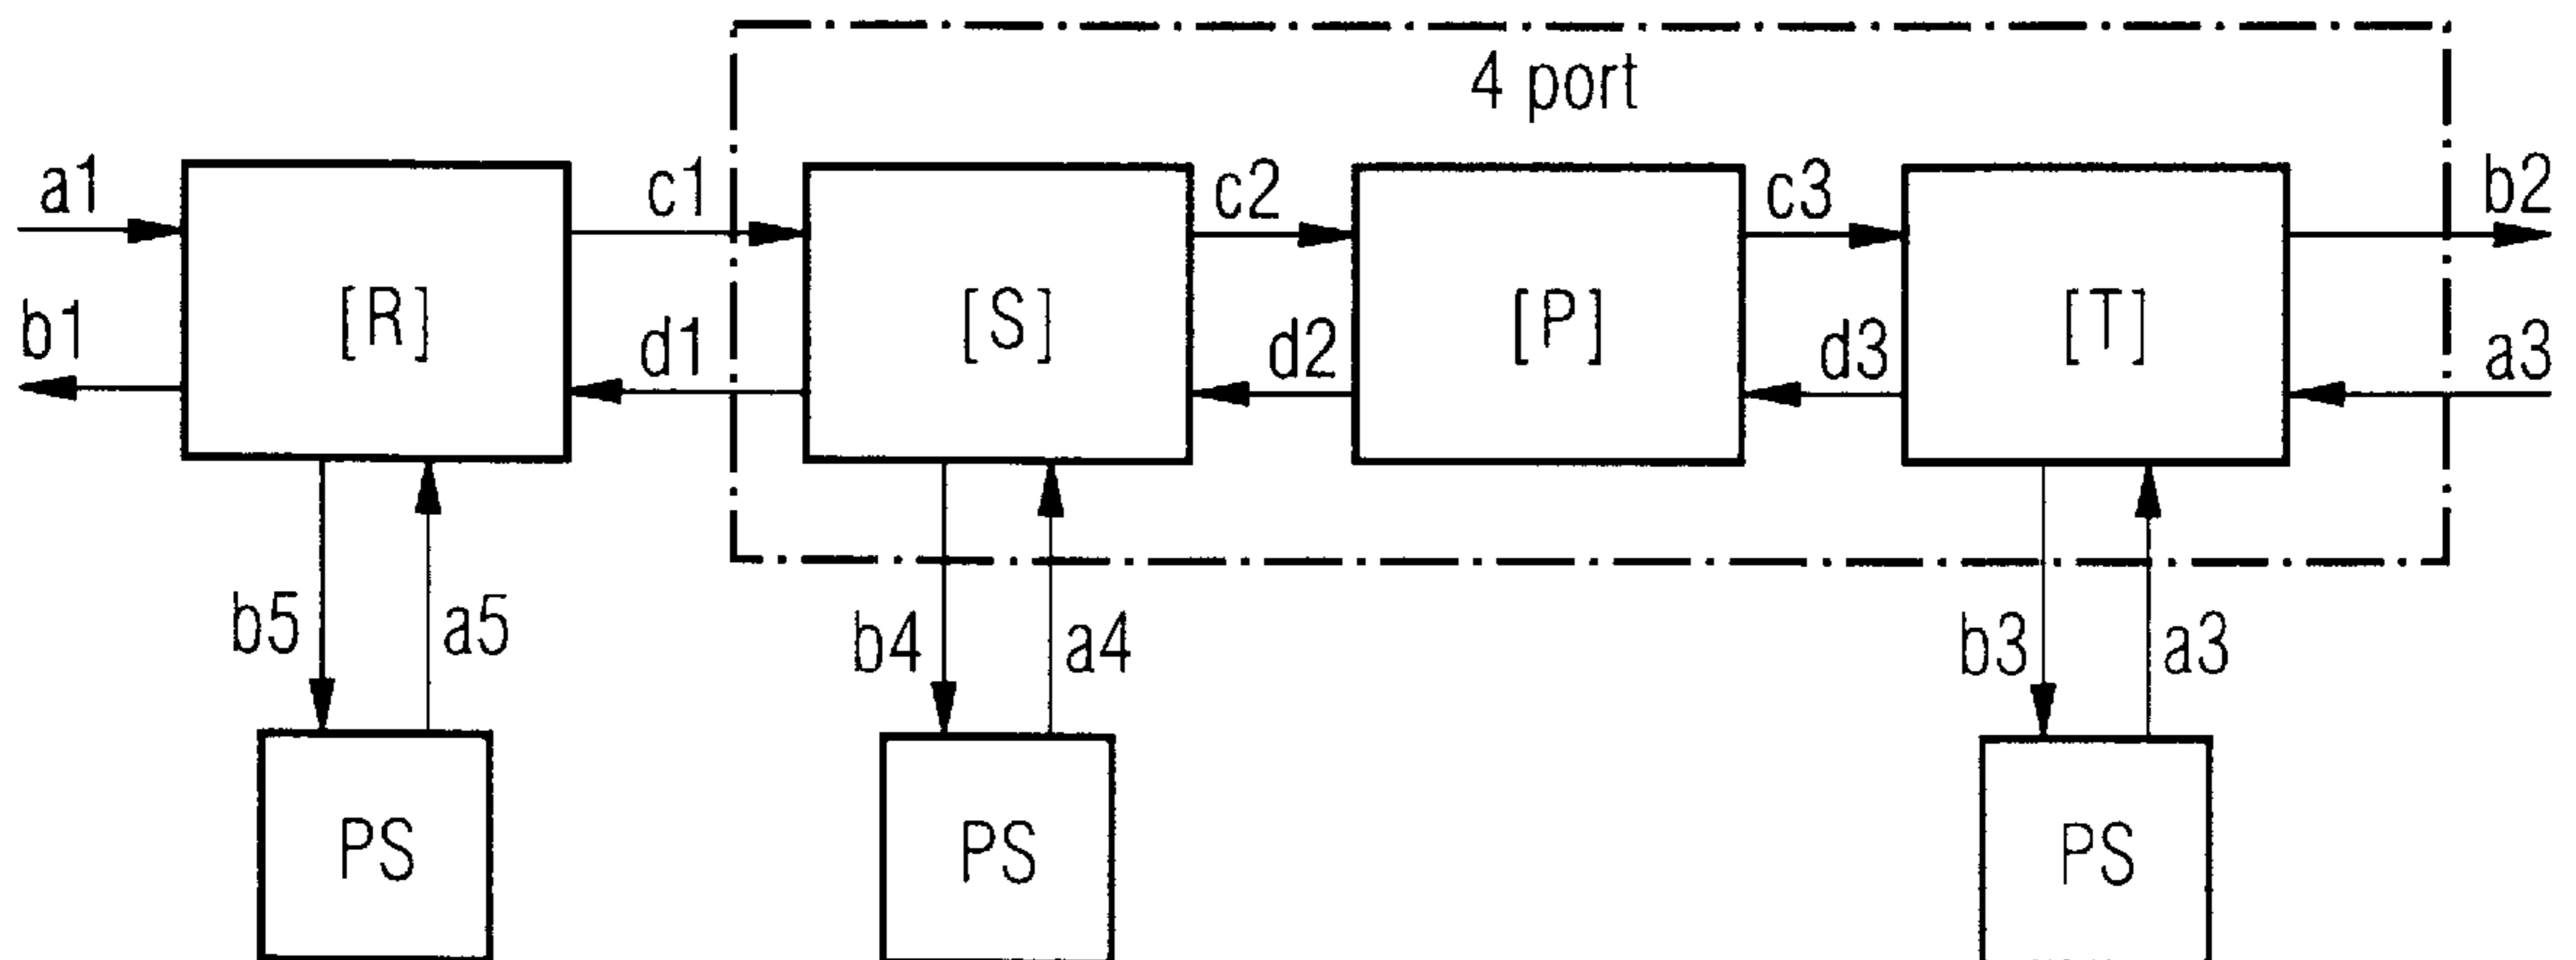 4 port
a1
c1
c2
c3
b2
[R]
[S]
[P]
[T]
b1
d1
d2
d3
a3
b5
a5
b4
a4
b3
a3
PS
PS
PS